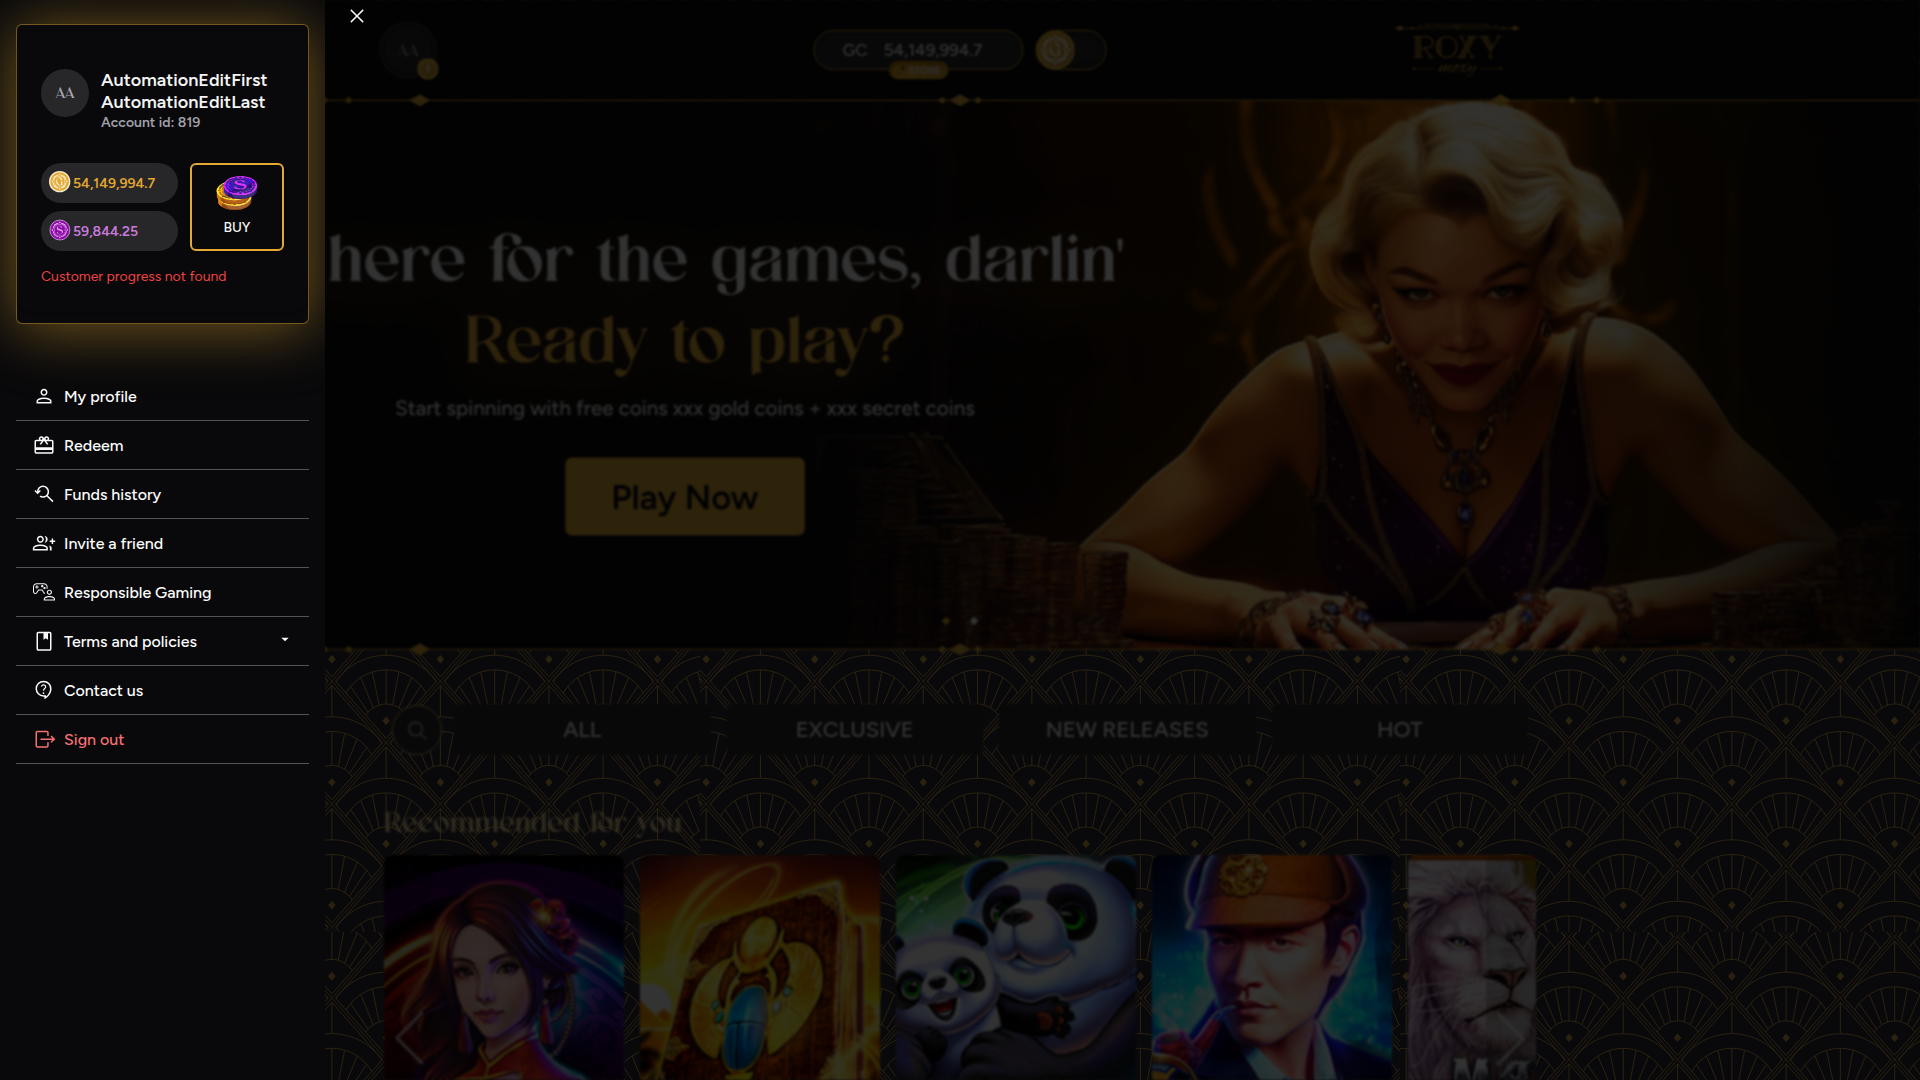 AA
AutomationEditFirst
AutomationEditLast
Account id: 819
54,149,994.7
59,844.25
BUY
Customer progress not found
My profile
Redeem
Funds history
Invite a friend
Responsible Gaming
Terms and policies
Contact us
Sign out
AA
GC 54,149,994.7
ROXY
moxy
here for the games, darlin'
Ready to play?
Start spinning with free coins xxx gold coins + xxx secret coins
Play Now
ALL
EXCLUSIVE
NEW RELEASES
HOT
Recommended for you